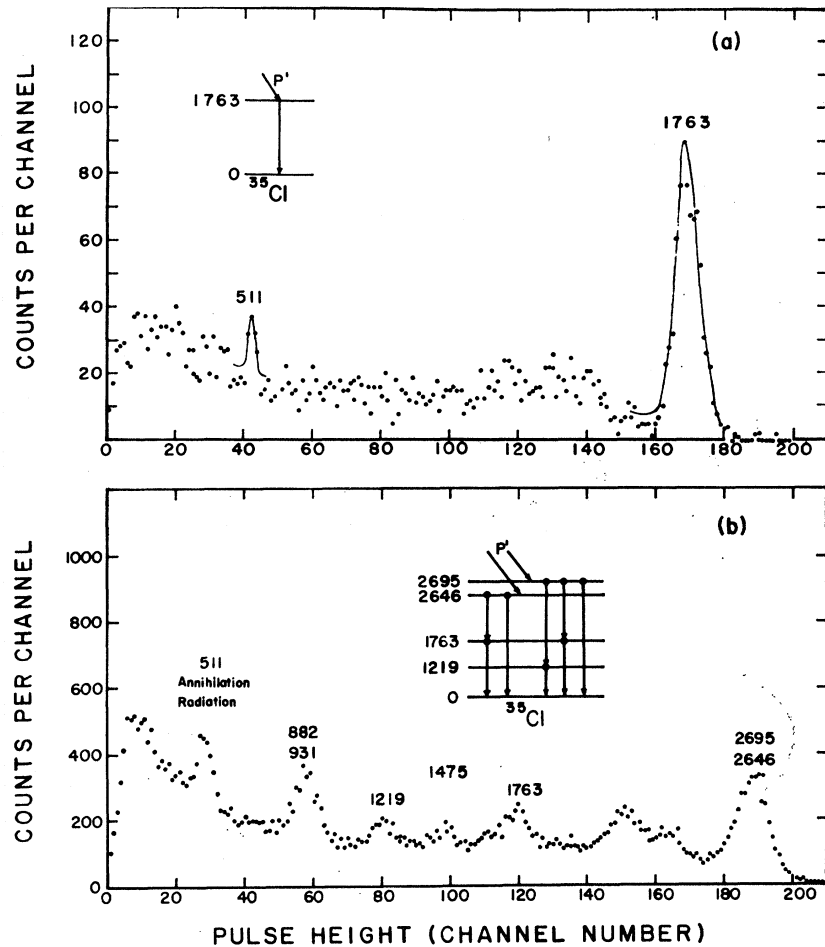 (a)
COUNTS PER CHANNEL
120
100
80
60
40
20
0
P'
1763
0
35Cl
511
1763
0 20 40 60 80 100 120 140 160 180 200
(b)
COUNTS PER CHANNEL
1000
800
600
400
200
0
P'
2695
2646
1763
1219
0
35Cl
511
Annihilation
Radiation
882
931
1219
1475
1763
2695
2646
0 20 40 60 80 100 120 140 160 180 200
PULSE HEIGHT (CHANNEL NUMBER)